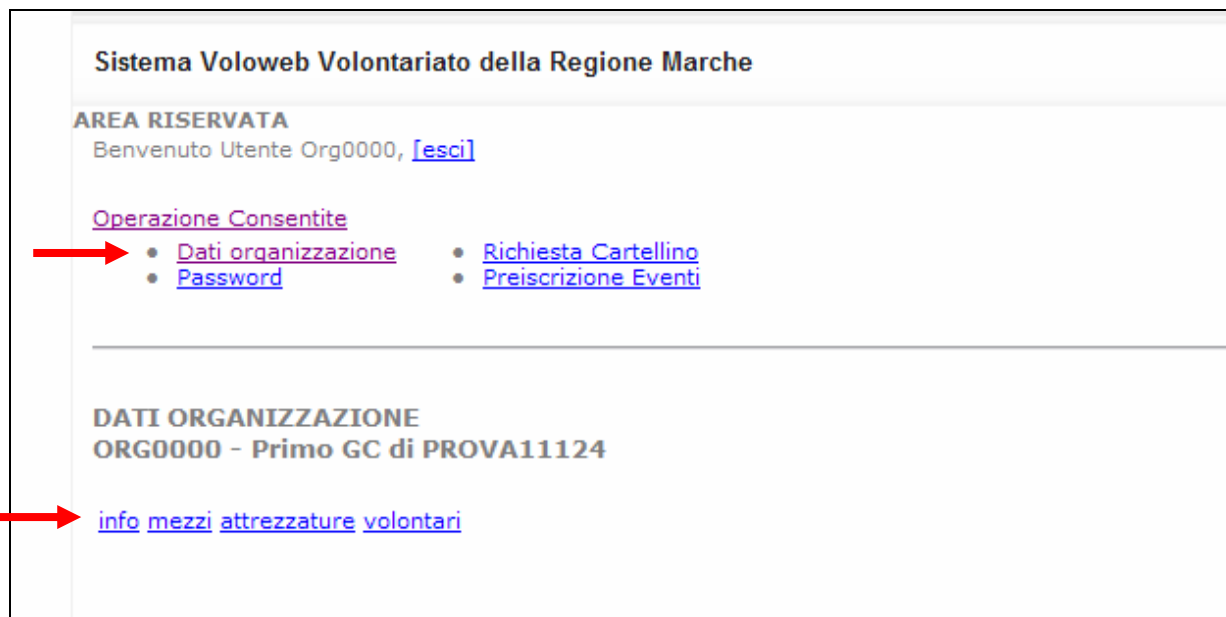 Sistema Voloweb Volontariato della Regione Marche
AREA RISERVATA
Benvenuto Utente Org0000, [esci]
Operazione Consentite
• Dati organizzazione • Richiesta Cartellino
• Password • Preiscrizione Eventi
DATI ORGANIZZAZIONE
ORG0000 - Primo GC di PROVA11124
info mezzi attrezzature volontari